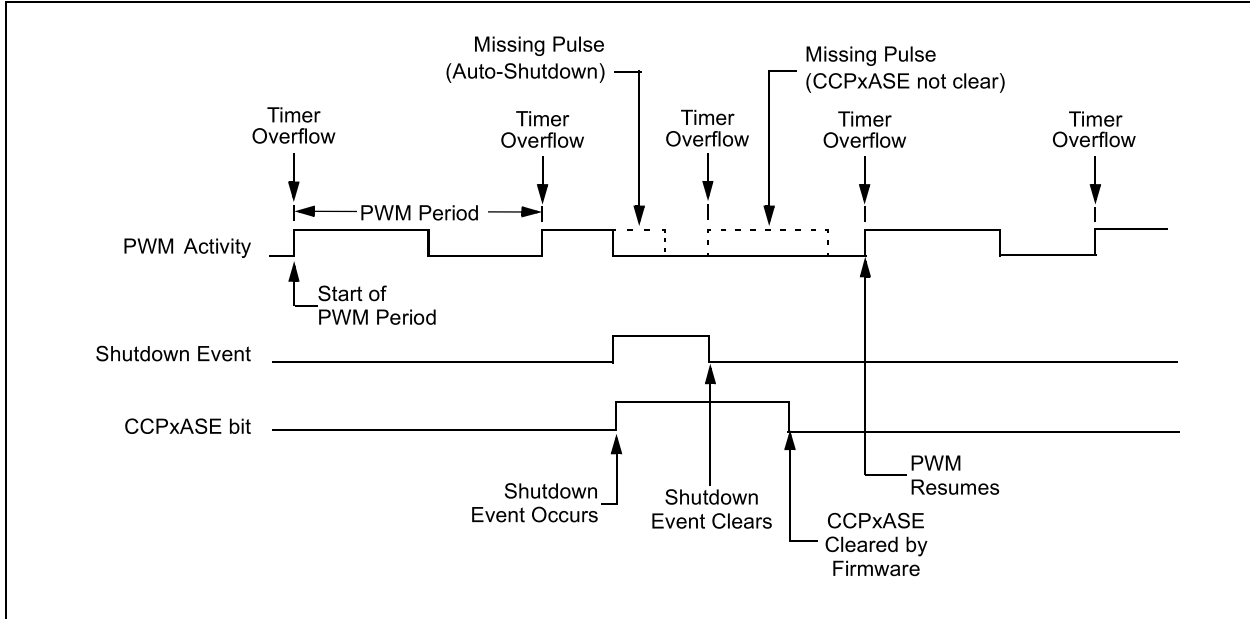 Missing Pulse
(Auto-Shutdown)
Missing Pulse
(CCPxASE not clear)
Timer
Overflow
Timer
Overflow
Timer
Overflow
Timer
Overflow
Timer
Overflow
PWM Period
PWM Activity
Start of
PWM Period
Shutdown Event
CCPxASE bit
Shutdown
Event Occurs
Shutdown
Event Clears
PWM
Resumes
CCPxASE
Cleared by
Firmware